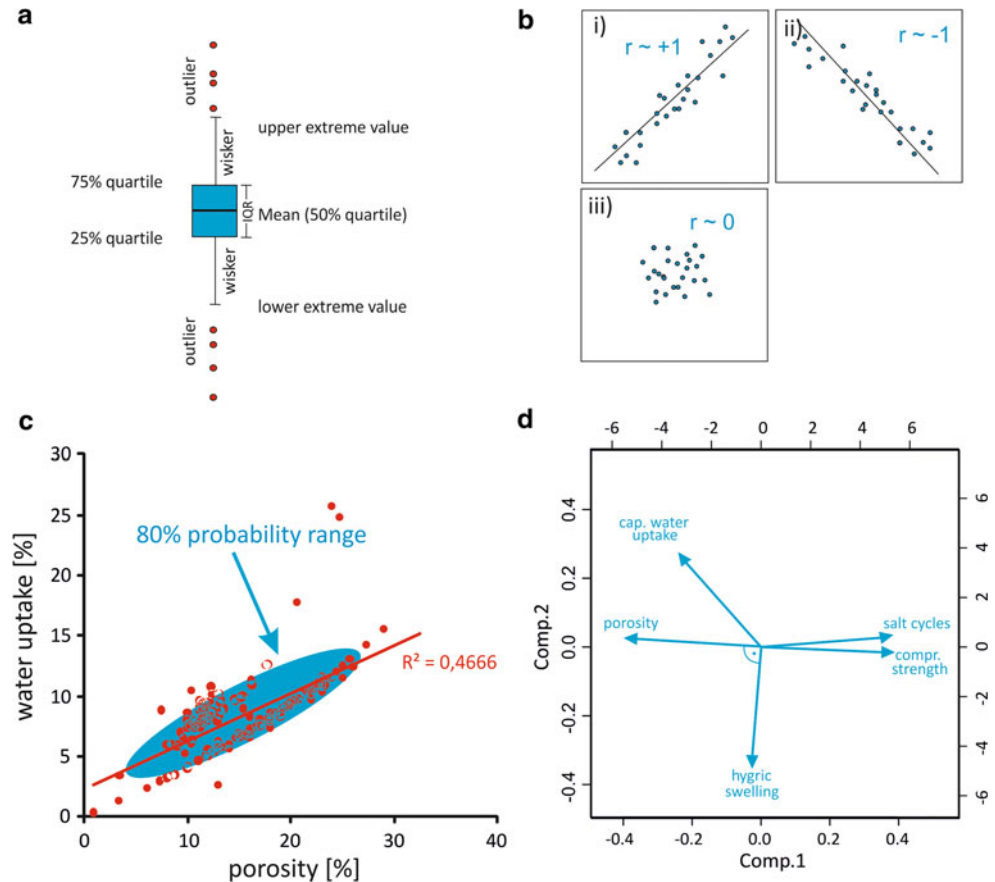 a
outlier
upper extreme value
wisker
75% quartile
IQR
Mean (50% quartile)
25% quartile
wisker
lower extreme value
outlier
b
i)
r ~ +1
ii)
r ~ -1
iii)
r ~ 0
c
water uptake [%]
30
25
20
15
10
5
0
80% probability range
R² = 0,4666
0 10 20 30 40
porosity [%]
d
-6 -4 -2 0 2 4 6
Comp.2
0.4
0.2
0.0
-0.2
-0.4
cap. water
uptake
porosity
salt cycles
compr.
strength
hygric
swelling
6
4
2
0
-2
-4
-6
-0.4 -0.2 0.0 0.2 0.4
Comp.1